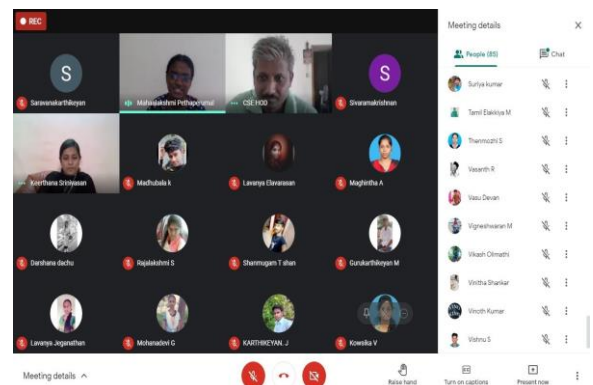 REC
Meeting details
People (85)
Chat
S
S
Saravanakarthikeyan
Mahaalakshmi Pethaperumal
CSE HOD
Sivaramakrishnan
Keerthana Srinivasan
Madhubala k
Lavanya Elavarasan
Maghintha A
Darshana dachu
Rajalakshmi S
Shanmugam T shan
Gurukarthikeyan M
Lavanya Jeganathan
Mohanadevi G
KARTHIKEYAN. J
Kowsika V
Suriya kumar
Tamil Elakkiya M
Thenmozhi S
Vasanth R
Vasu Devan
Vigneshwaran M
Vikash Olimathi
Vinitha Shankar
Vinoth Kumar
Vishnu S
Meeting details
Raise hand
Turn on captions
Present now